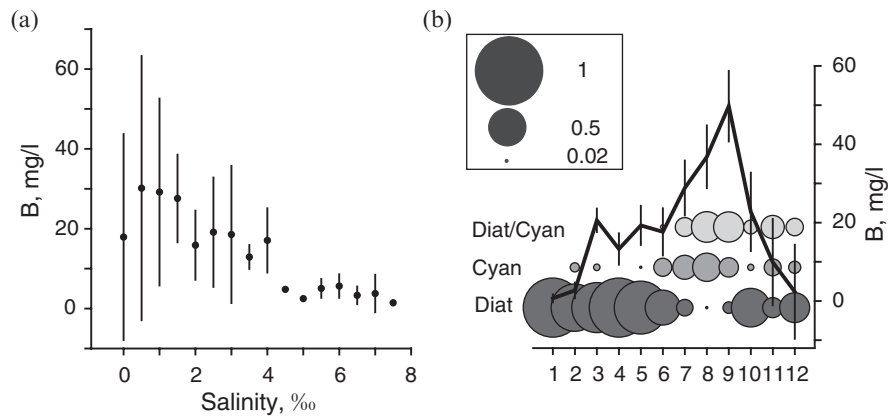 (a)
B, mg/l
60
40
20
0
0 2 4 6 8
Salinity, ‰
(b)
1
0.5
0.02
Diat/Cyan
Cyan
Diat
60
40
20
0
B, mg/l
1 2 3 4 5 6 7 8 9 10 11 12